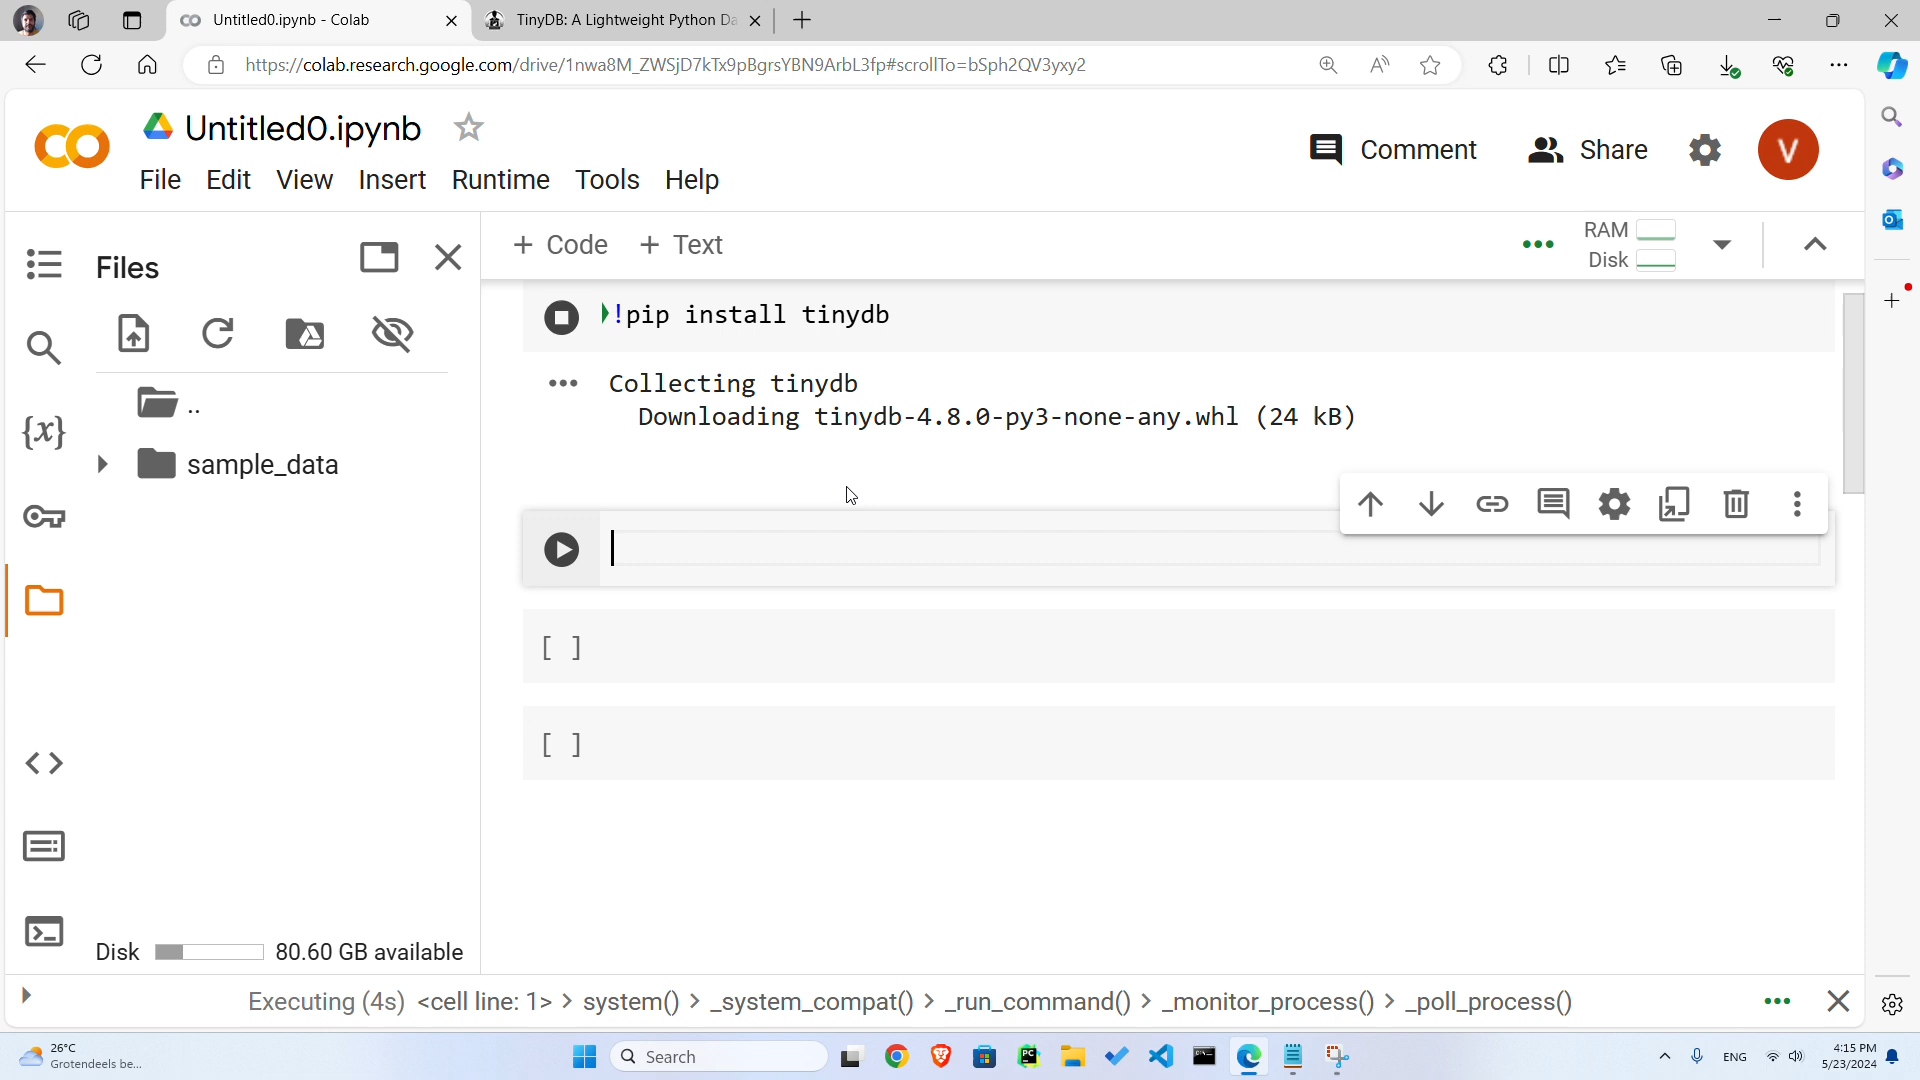 Untitled0.ipynb - Colab
TinyDB: A Lightweight Python Da
https://colab.research.google.com/drive/1nwa8M_ZWSjD7kTx9pBgrsYBN9ArbL3fp#scrollTo=bSph2QV3yxy2
Untitled0.ipynb
Comment
Share
V
File Edit View Insert Runtime Tools Help
Files
+ Code + Text
RAM
Disk
!pip install tinydb
Collecting tinydb
Downloading tinydb-4.8.0-py3-none-any.whl (24 kB)
..
sample_data
{x}
[ ]
[ ]
Disk 80.60 GB available
Executing (4s) <cell line: 1> > system() > _system_compat() > _run_command() > _monitor_process() > _poll_process()
26°C
Grotendeels be...
Search
PC
ENG
4:15 PM
5/23/2024